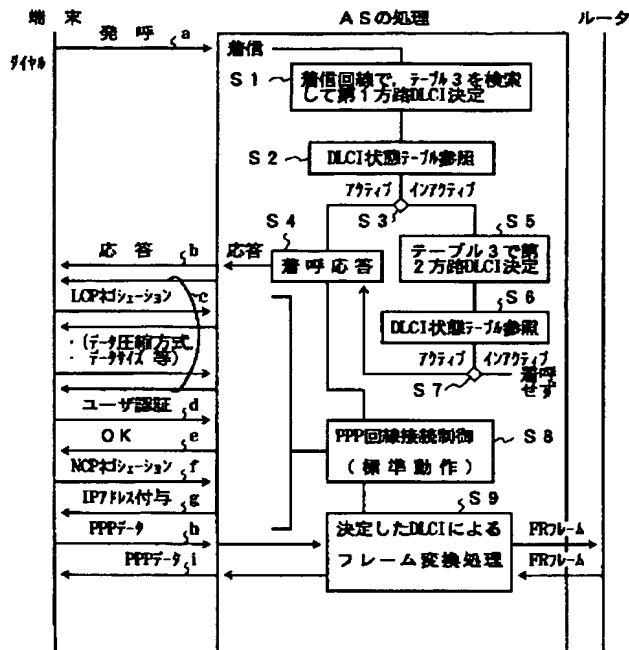 端末
ASの処理
ルータ
発呼 a
ダイヤル
着信
S1
着信回線で，テーブル3を検索
して第1方路DLCI決定
S2
DLCI状態テーブル参照
アクティブ
インアクティブ
S3
S4
S5
応答 b
応答
着呼応答
テーブル3で第
2方路DLCI決定
LCPネゴシェーション c
S6
DLCI状態テーブル参照
・(データ圧縮方式
・データサイズ 等)
アクティブ
インアクティブ
S7
着呼
せず
ユーザ認証 d
OK e
PPP回線接続制御
(標準動作)
S8
NCPネゴシェーション f
IPアドレス付与 g
S9
PPPデータ h
決定したDLCIによる
フレーム変換処理
FRフレーム
PPPデータ i
FRフレーム